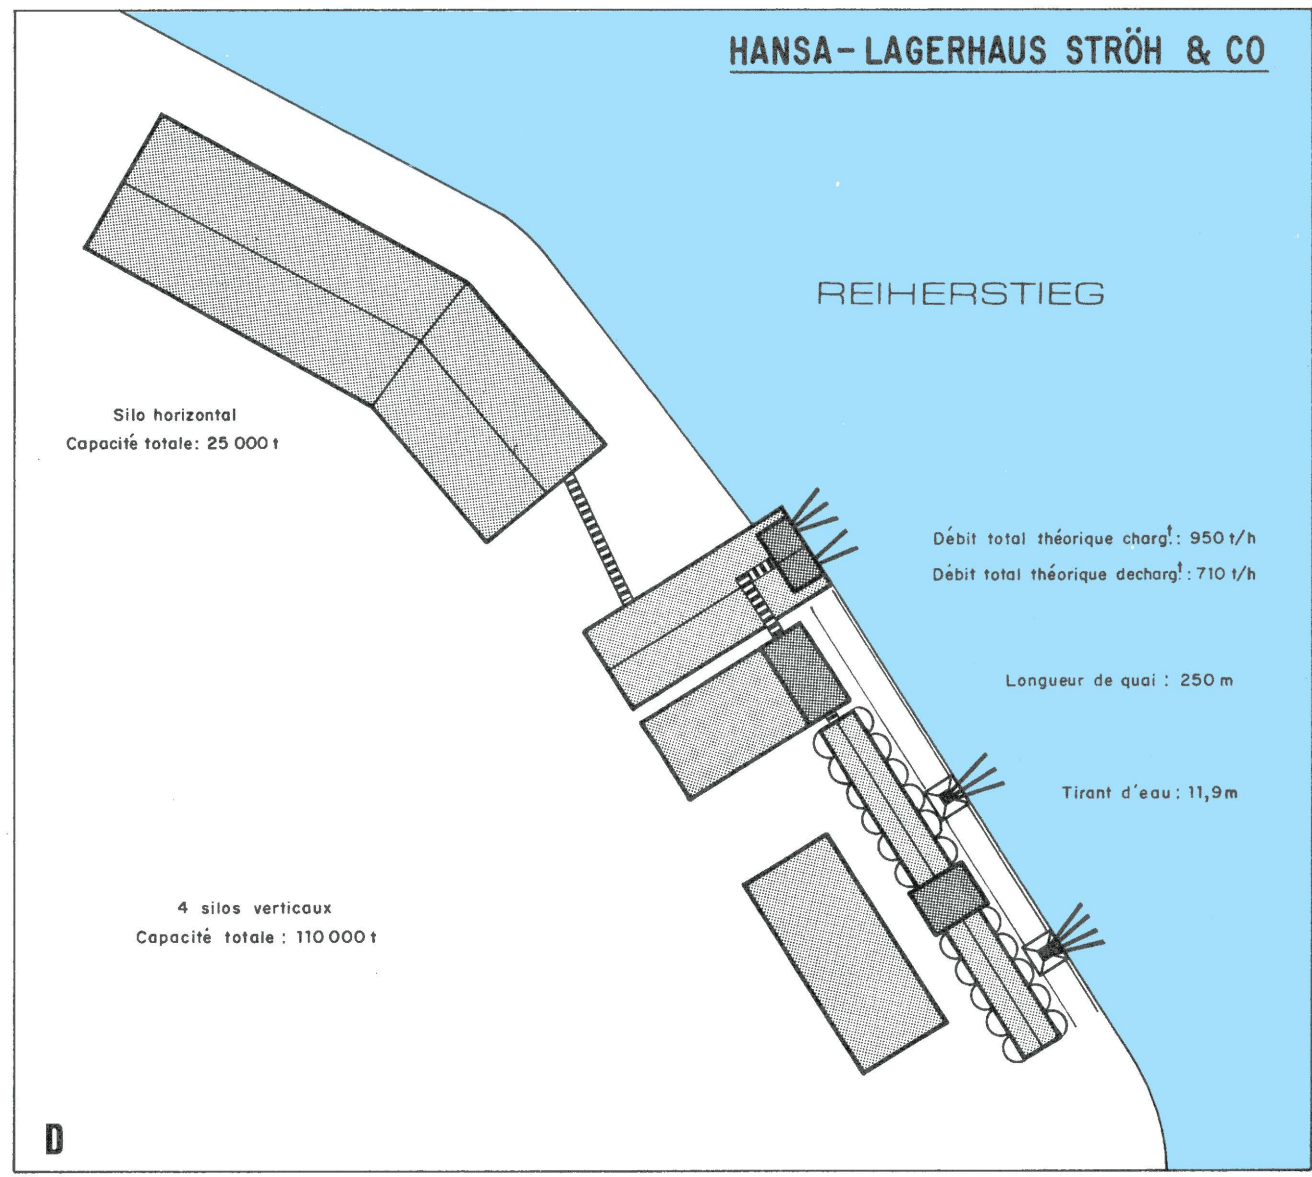 HANSA-LAGERHAUS STRÖH & CO
REIHERSTIEG
Silo horizontal
Capacité totale: 25 000 t
Débit total théorique charg.t: 950 t/h
Débit total théorique decharg.t: 710 t/h
Longueur de quai : 250 m
Tirant d'eau : 11,9m
4 silos verticaux
Capacité totale : 110 000 t
D